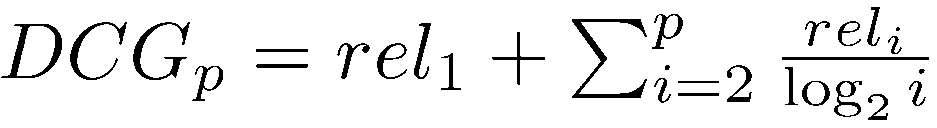 DCG_p = rel_1 + \sum_{i=2}^{p} \frac{rel_i}{\log_2 i}